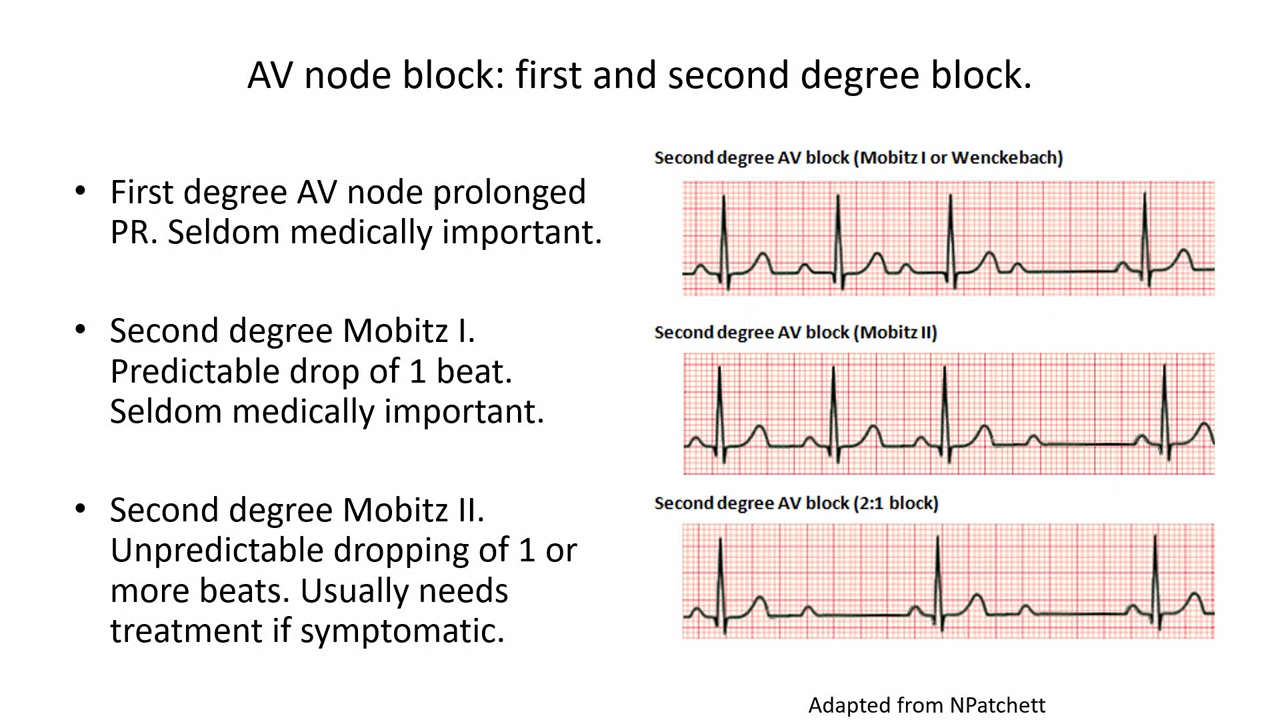 AV node block: first and second degree block.
• First degree AV node prolonged
PR. Seldom medically important.
• Second degree Mobitz I.
Predictable drop of 1 beat.
Seldom medically important.
• Second degree Mobitz II.
Unpredictable dropping of 1 or
more beats. Usually needs
treatment if symptomatic.
Second degree AV block (Mobitz I or Wenckebach)
Second degree AV block (Mobitz II)
Second degree AV block (2:1 block)
Adapted from NPatchett